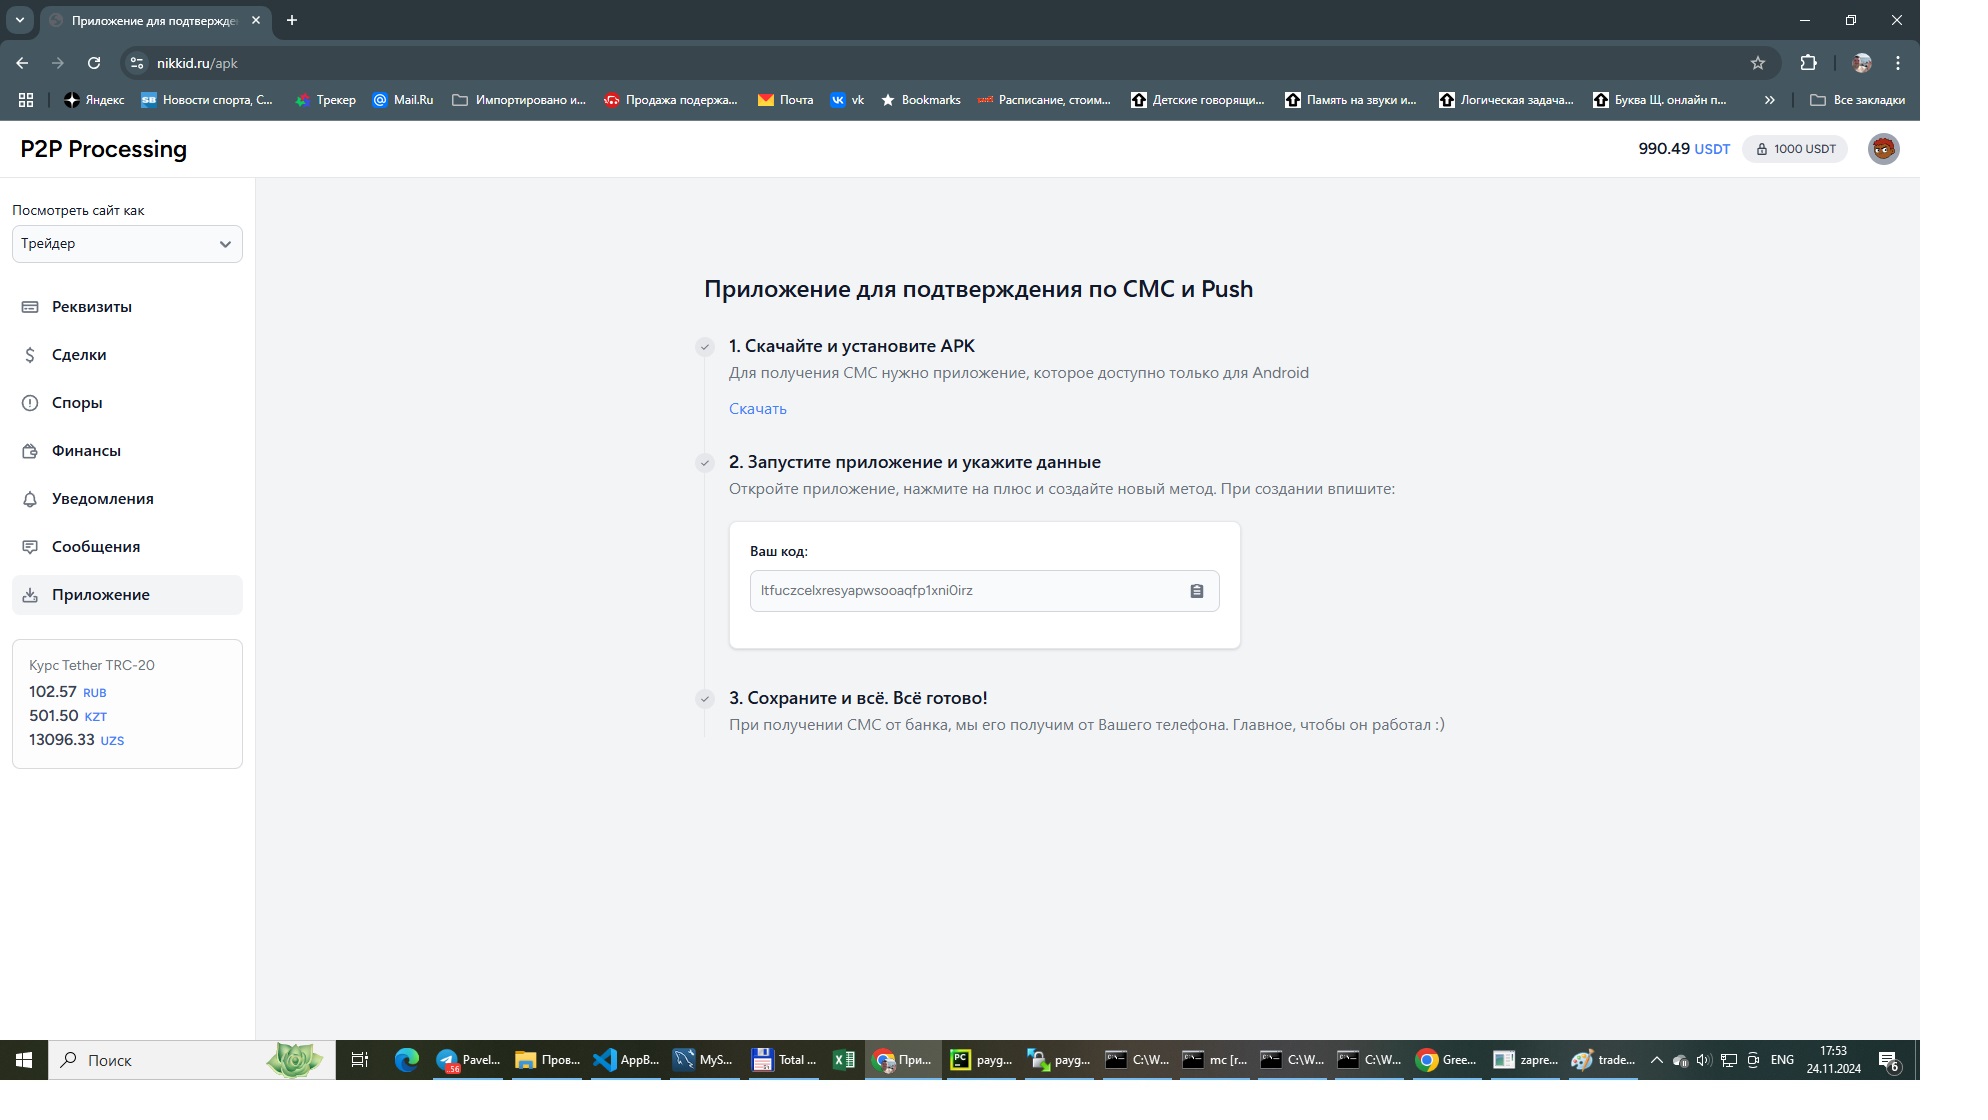 Приложение для подтвержде
nikkid.ru/apk
Яндекс
Новости спорта, С...
Трекер
Mail.Ru
Импортировано и...
Продажа подержа...
Почта
vk
Bookmarks
Расписание, стоим...
Детские говорящи...
Память на звуки и...
Логическая задача...
Буква Щ. онлайн п...
Все закладки
P2P Processing
990.49 USDT
1000 USDT
Посмотреть сайт как
Трейдер
Реквизиты
Сделки
Споры
Финансы
Уведомления
Сообщения
Приложение
Курс Tether TRC-20
102.57 RUB
501.50 KZT
13096.33 UZS
Приложение для подтверждения по СМС и Push
1. Скачайте и установите APK
Для получения СМС нужно приложение, которое доступно только для Android
Скачать
2. Запустите приложение и укажите данные
Откройте приложение, нажмите на плюс и создайте новый метод. При создании впишите:
Ваш код:
ltfuczcelxresyapwsooaqfp1xni0irz
3. Сохраните и всё. Всё готово!
При получении СМС от банка, мы его получим от Вашего телефона. Главное, чтобы он работал :)
Поиск
.56
Pavel...
Пров...
AppB...
MyS...
Total ...
При...
PC
payg...
payg...
C:\W...
mc [r...
C:\W...
C:\W...
Gree...
zapre...
trade...
ENG
17:53
24.11.2024
6